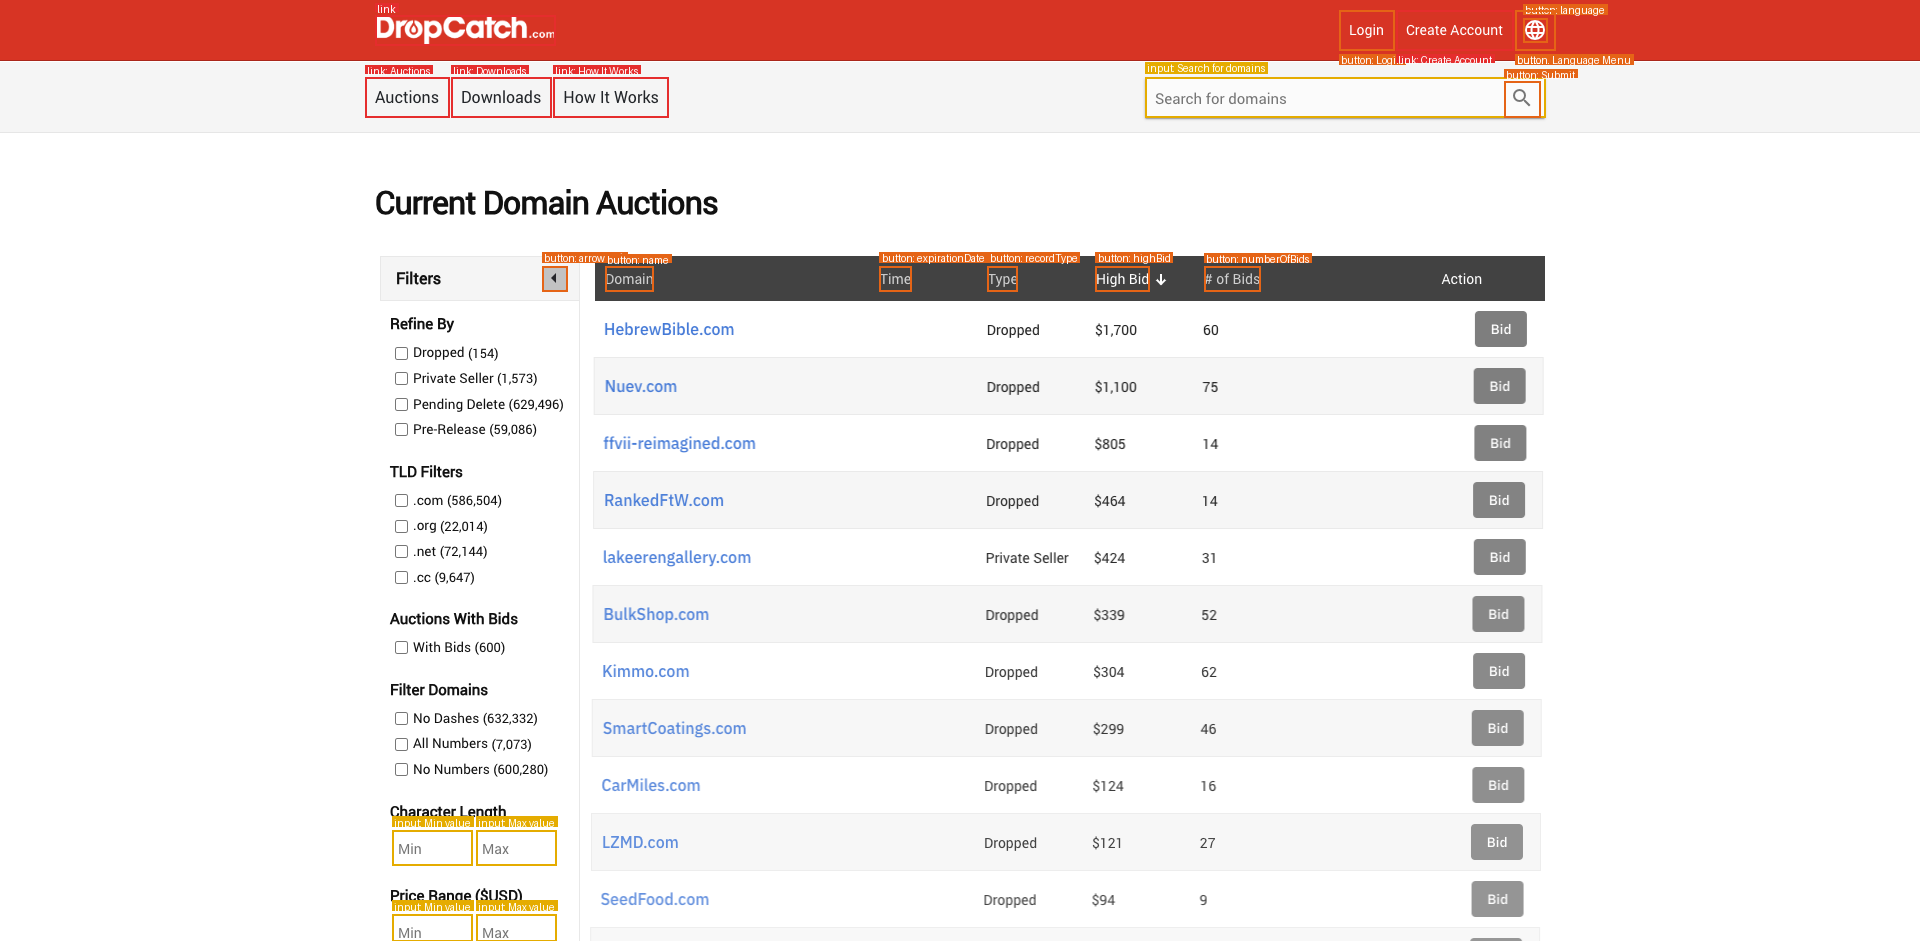 link
DropCatch.com
Login
Create Account
button: language
button: Logi
link: Create Account
button: Language Menu
link: Auctions
link: Downloads
link: How It Works
Auctions
Downloads
How It Works
input: Search for domains
button: Submit
Search for domains
Current Domain Auctions
Filters
button: arrow
button: name
button: expirationDate
button: recordType
button: highBid
button: numberOfBids
Domain
Time
Type
High Bid
# of Bids
Action
Refine By
Dropped (154)
Private Seller (1,573)
Pending Delete (629,496)
Pre-Release (59,086)
TLD Filters
.com (586,504)
.org (22,014)
.net (72,144)
.cc (9,647)
Auctions With Bids
With Bids (600)
Filter Domains
No Dashes (632,332)
All Numbers (7,073)
No Numbers (600,280)
Character Length
input: Min value
input: Max value
Min
Max
Price Range ($USD)
input: Min value
input: Max value
Min
Max
HebrewBible.com Dropped $1,700 60 Bid
Nuev.com Dropped $1,100 75 Bid
ffvii-reimagined.com Dropped $805 14 Bid
RankedFtW.com Dropped $464 14 Bid
lakeerengallery.com Private Seller $424 31 Bid
BulkShop.com Dropped $339 52 Bid
Kimmo.com Dropped $304 62 Bid
SmartCoatings.com Dropped $299 46 Bid
CarMiles.com Dropped $124 16 Bid
LZMD.com Dropped $121 27 Bid
SeedFood.com Dropped $94 9 Bid